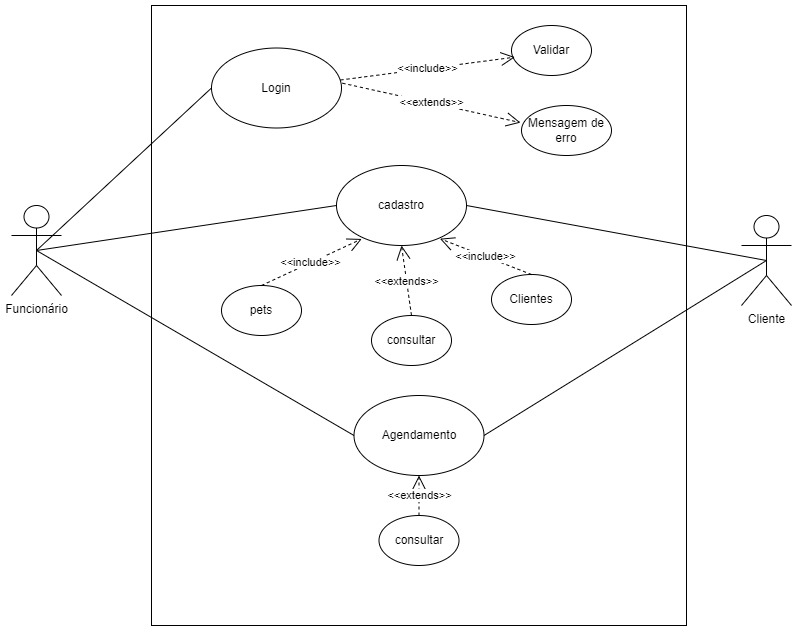 Validar
<<include>>
Login
<<extends>>
Mensagem de
erro
cadastro
<<include>>
<<include>>
<<extends>>
Clientes
pets
Funcionário
Cliente
consultar
Agendamento
<<extends>>
consultar